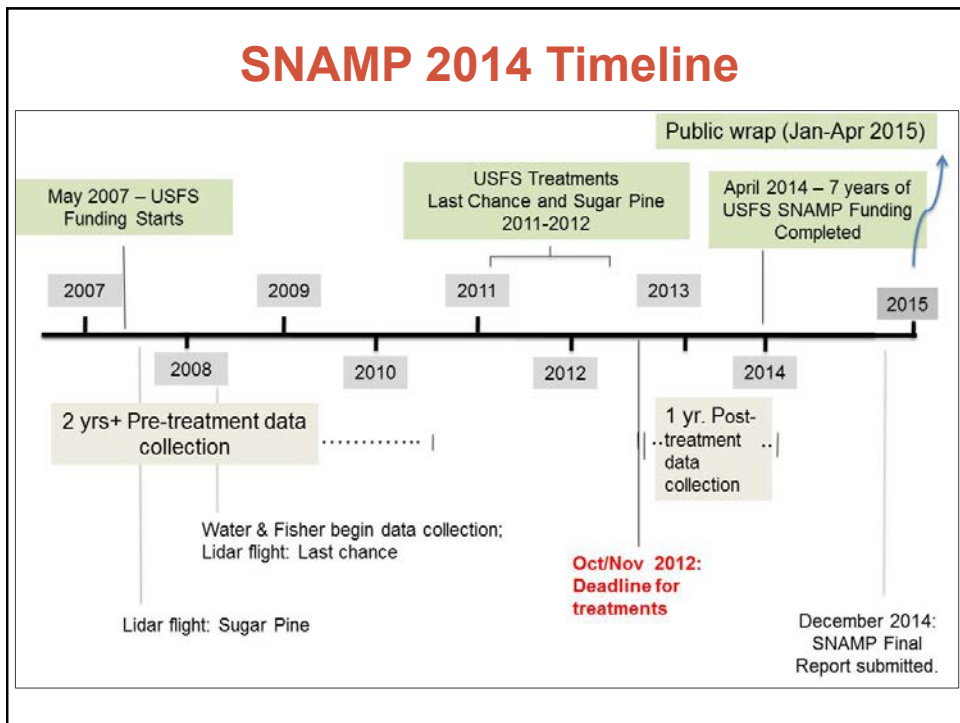 SNAMP 2014 Timeline
Public wrap (Jan-Apr 2015)
May 2007 – USFS
Funding Starts
USFS Treatments
Last Chance and Sugar Pine
2011-2012
April 2014 – 7 years of
USFS SNAMP Funding
Completed
2007
2009
2011
2013
2015
2008
2010
2012
2014
2 yrs+ Pre-treatment data
collection
1 yr. Post-
treatment
data
collection
Water & Fisher begin data collection;
Lidar flight: Last chance
Oct/Nov 2012:
Deadline for
treatments
Lidar flight: Sugar Pine
December 2014:
SNAMP Final
Report submitted.